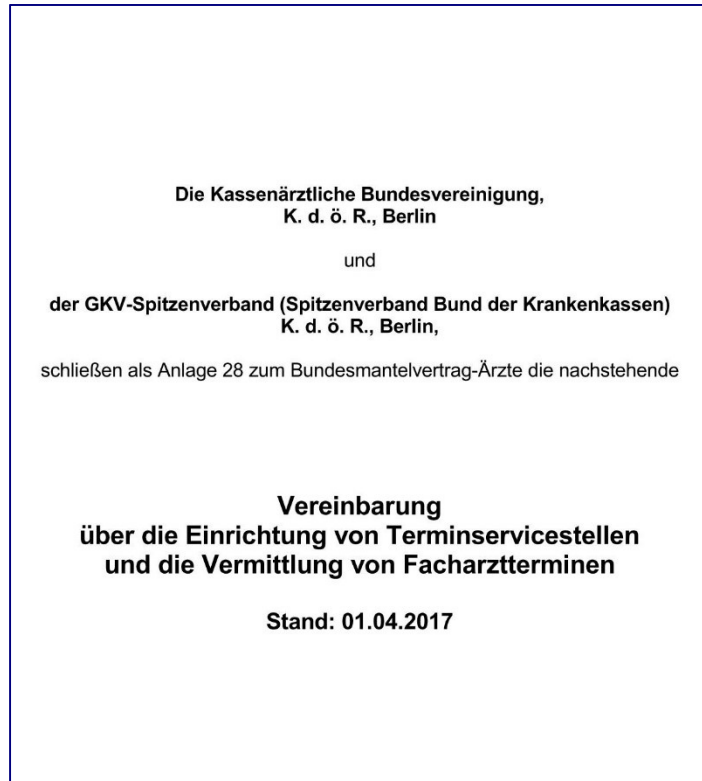 Die Kassenärztliche Bundesvereinigung,
K. d. ö. R., Berlin
und
der GKV-Spitzenverband (Spitzenverband Bund der Krankenkassen)
K. d. ö. R., Berlin,
schließen als Anlage 28 zum Bundesmantelvertrag-Ärzte die nachstehende
Vereinbarung
über die Einrichtung von Terminservicestellen
und die Vermittlung von Facharztterminen
Stand: 01.04.2017